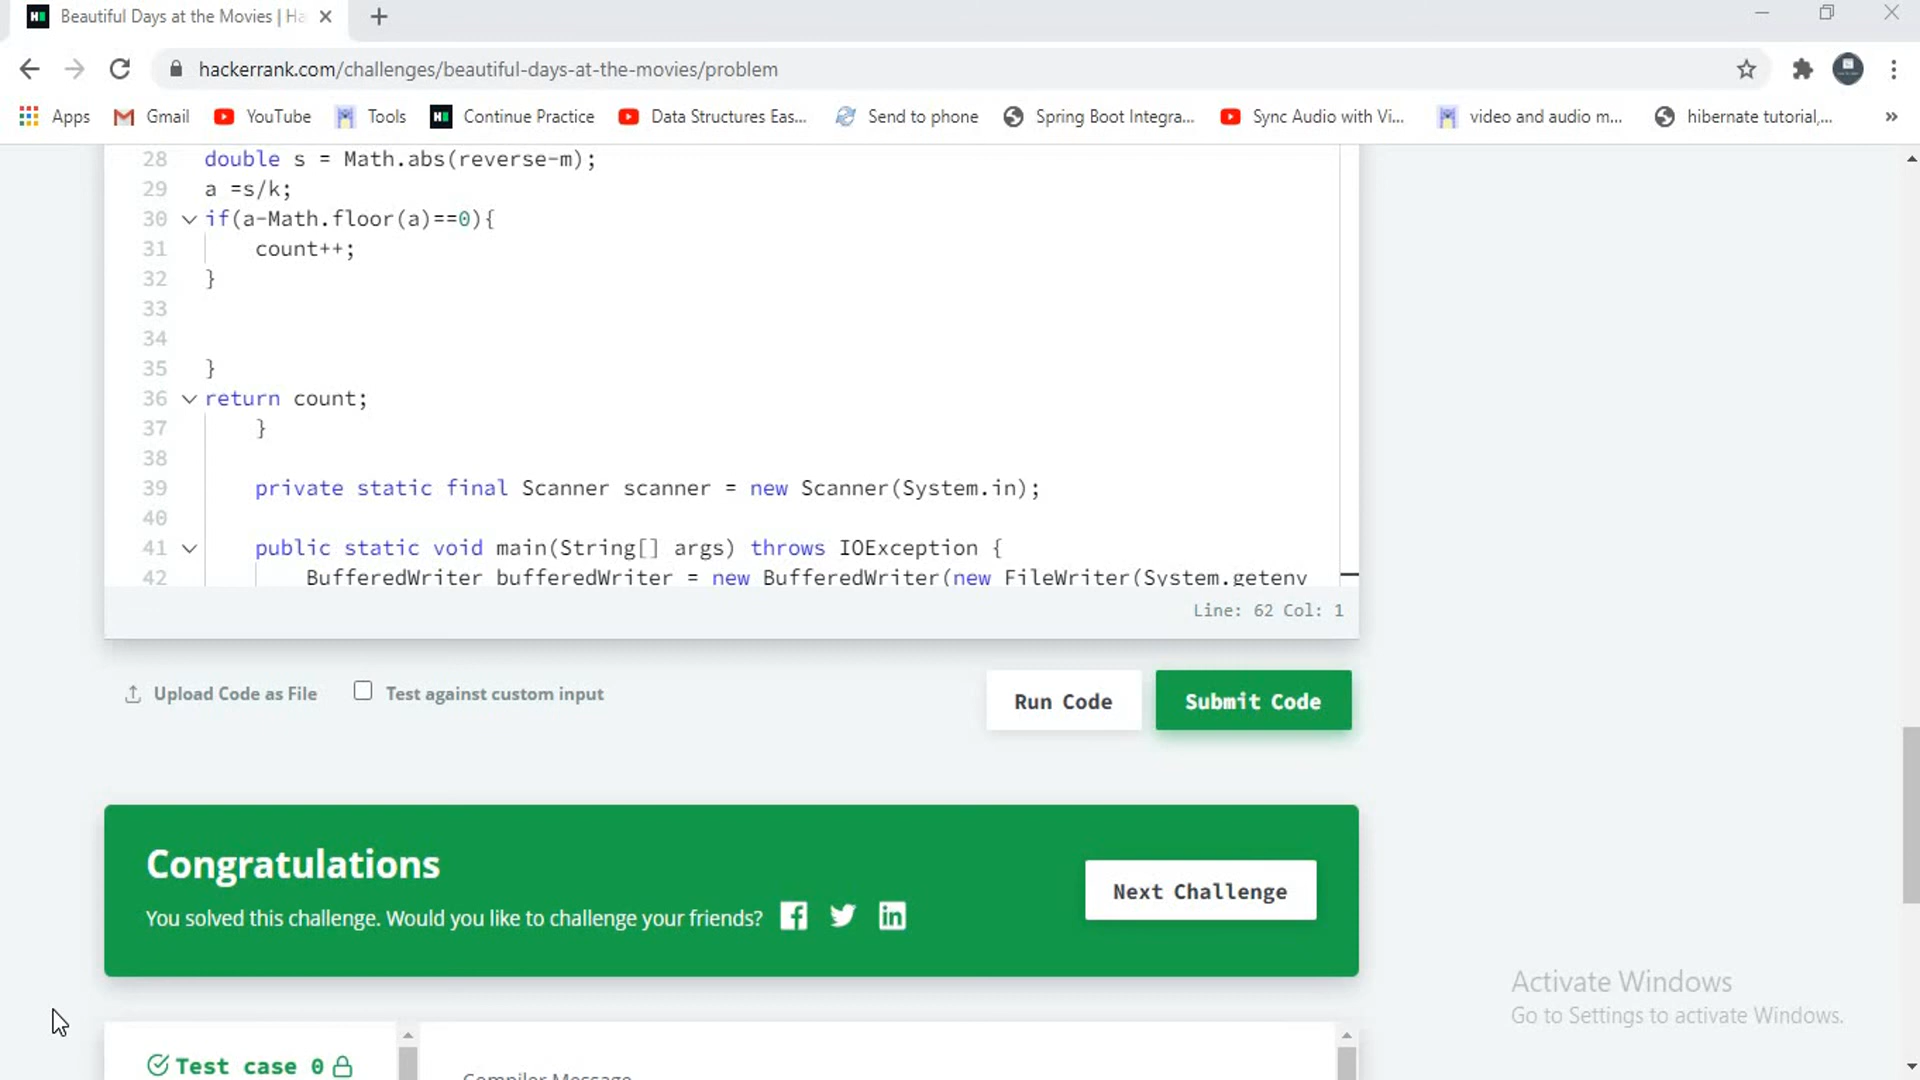 Beautiful Days at the Movies | Ha
hackerrank.com/challenges/beautiful-days-at-the-movies/problem
Apps Gmail YouTube Tools Continue Practice Data Structures Eas... Send to phone Spring Boot Integra... Sync Audio with Vi... video and audio m... hibernate tutorial,... »
28 double s = Math.abs(reverse-m);
29 a =s/k;
30 if(a-Math.floor(a)==0){
31 count++;
32 }
33
34
35 }
36 return count;
37 }
38
39 private static final Scanner scanner = new Scanner(System.in);
40
41 public static void main(String[] args) throws IOException {
42 BufferedWriter bufferedWriter = new BufferedWriter(new FileWriter(System.getenv
Line: 62 Col: 1
Upload Code as File Test against custom input Run Code Submit Code
Congratulations
You solved this challenge. Would you like to challenge your friends?
Next Challenge
Activate Windows
Go to Settings to activate Windows.
Test case 0
Compiler Message